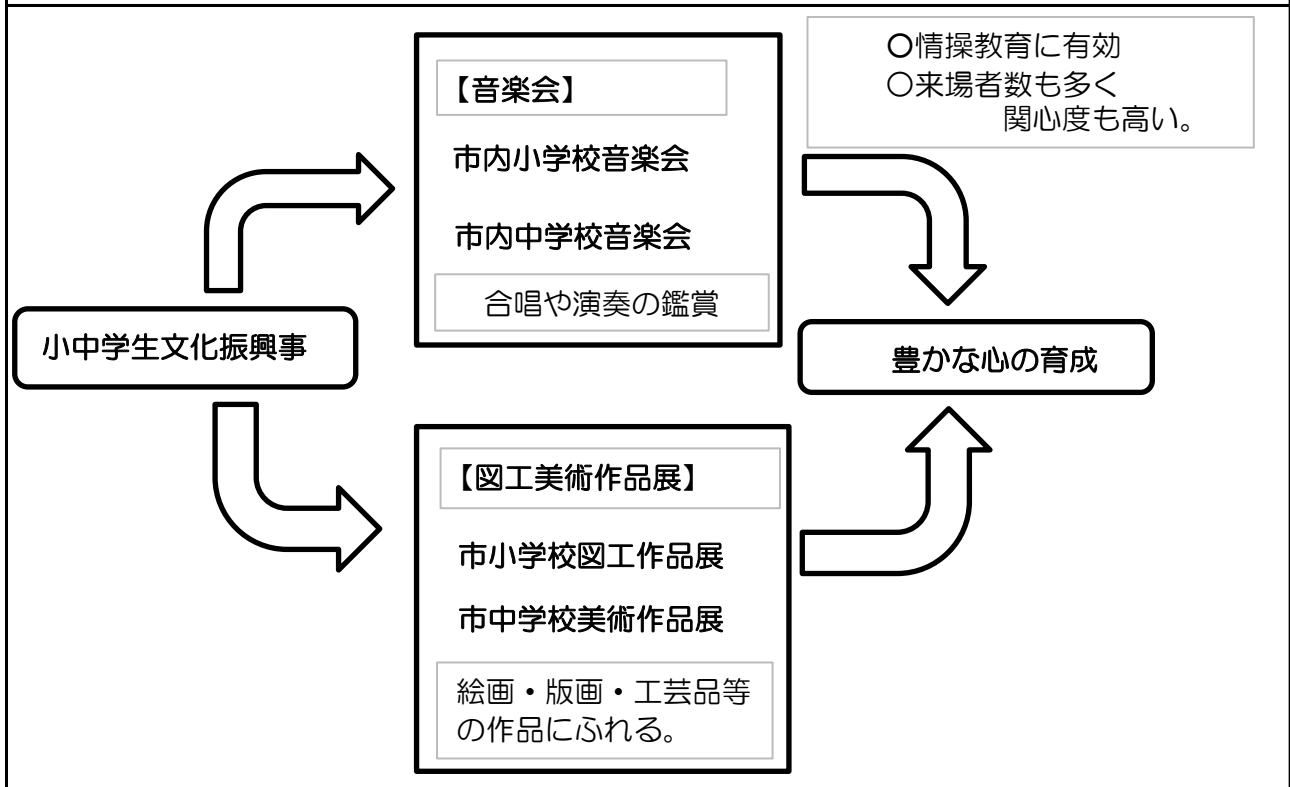 小中学生文化振興事
【音楽会】
市内小学校音楽会
市内中学校音楽会
合唱や演奏の鑑賞
【図工美術作品展】
市小学校図工作品展
市中学校美術作品展
絵画・版画・工芸品等
の作品にふれる。
〇情操教育に有効
〇来場者数も多く
関心度も高い。
豊かな心の育成